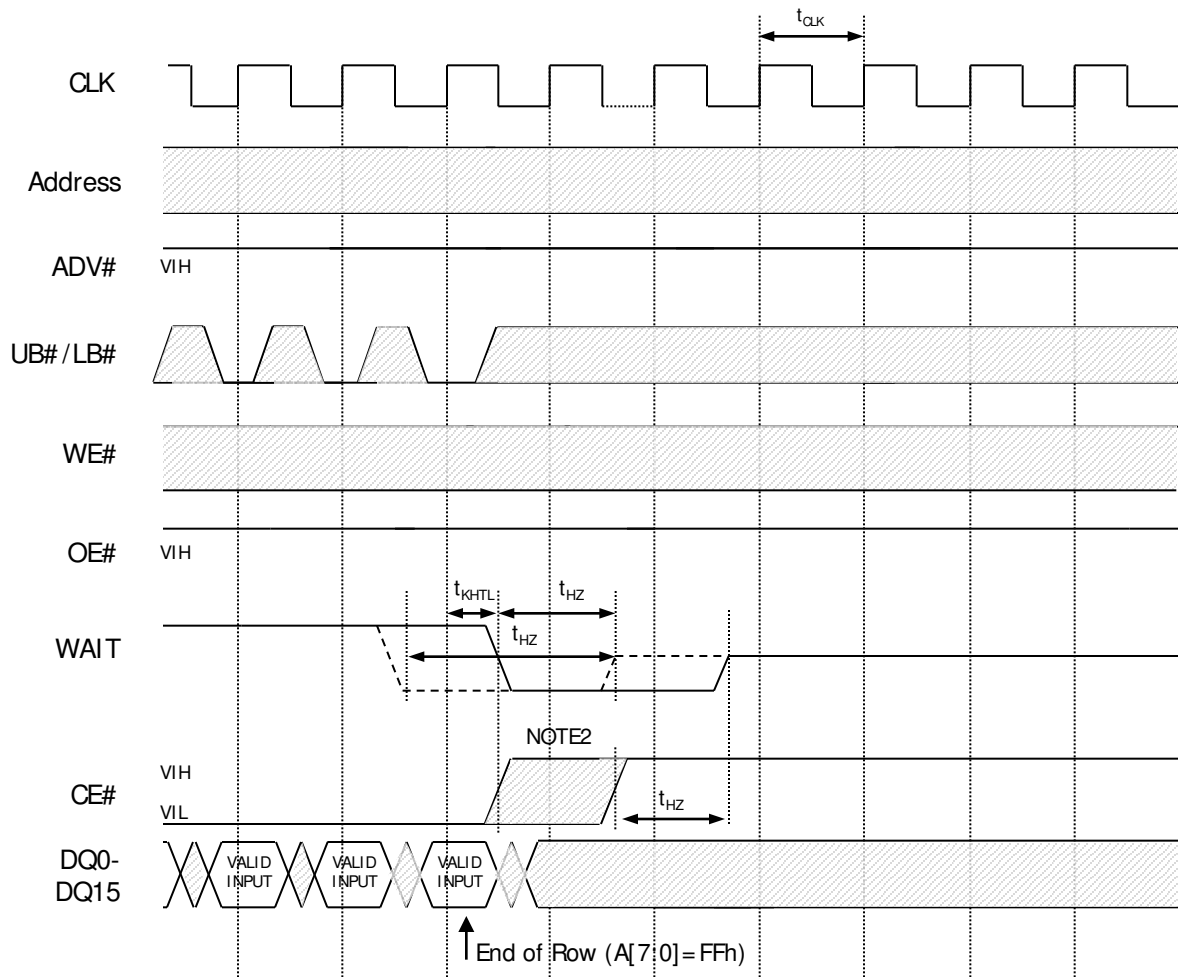 tCLK
CLK
Address
ADV#
VIH
UB# / LB#
WE#
OE#
VIH
tKHTL
tHZ
WAIT
tHZ
NOTE2
VIH
CE#
VIL
tHZ
DQ0-
DQ15
VALID
INPUT
VALID
INPUT
VALID
INPUT
End of Row (A[7:0]=FFh)